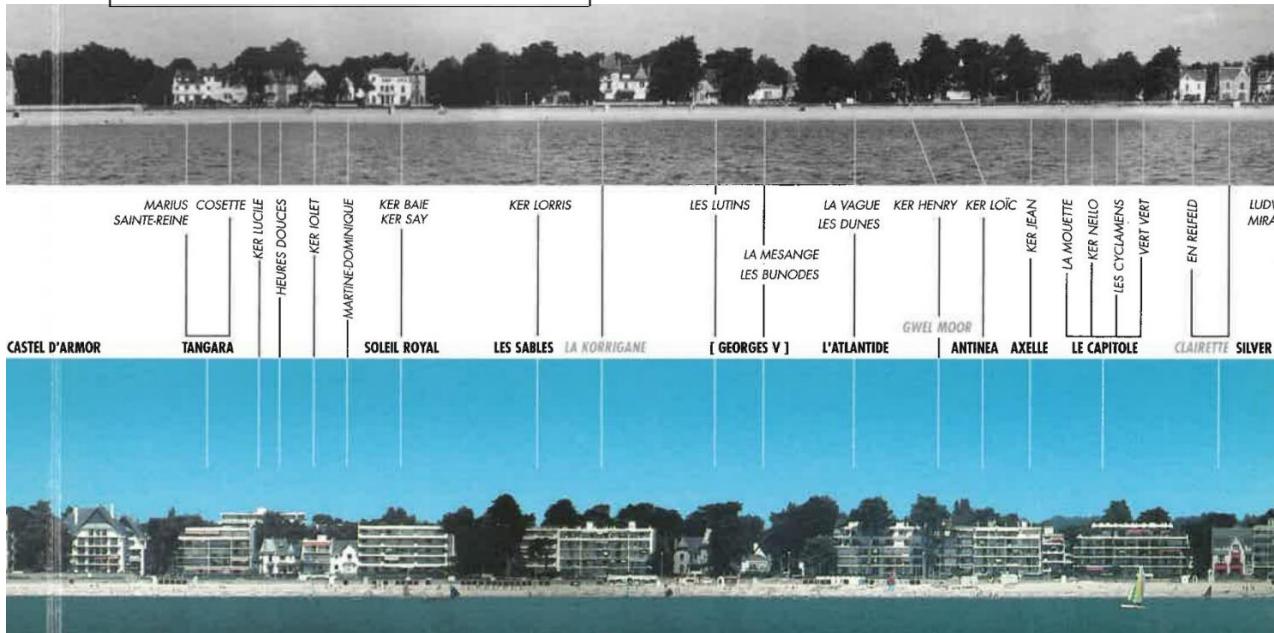 MARIUS
SAINTE-REINE
COSETTE
KER LUCILE
HEURES DOUCES
KER IOLET
MARTINE-DOMINIQUE
KER BAIE
KER SAY
KER LORRIS
LES LUTINS
LA MESANGE
LES BUNODES
LA VAGUE
LES DUNES
KER HENRY
KER LOÏC
KER JEAN
LA MOUETTE
KER NELLO
LES CYCLAMENS
VERT VERT
EN RELFELD
LUDV
MIRA
GWEL MOOR
CASTEL D'ARMOR
TANGARA
SOLEIL ROYAL
LES SABLES
LA KORRIGANE
[ GEORGES V ]
L'ATLANTIDE
ANTINEA
AXELLE
LE CAPITOLE
CLAIRETTE
SILVER